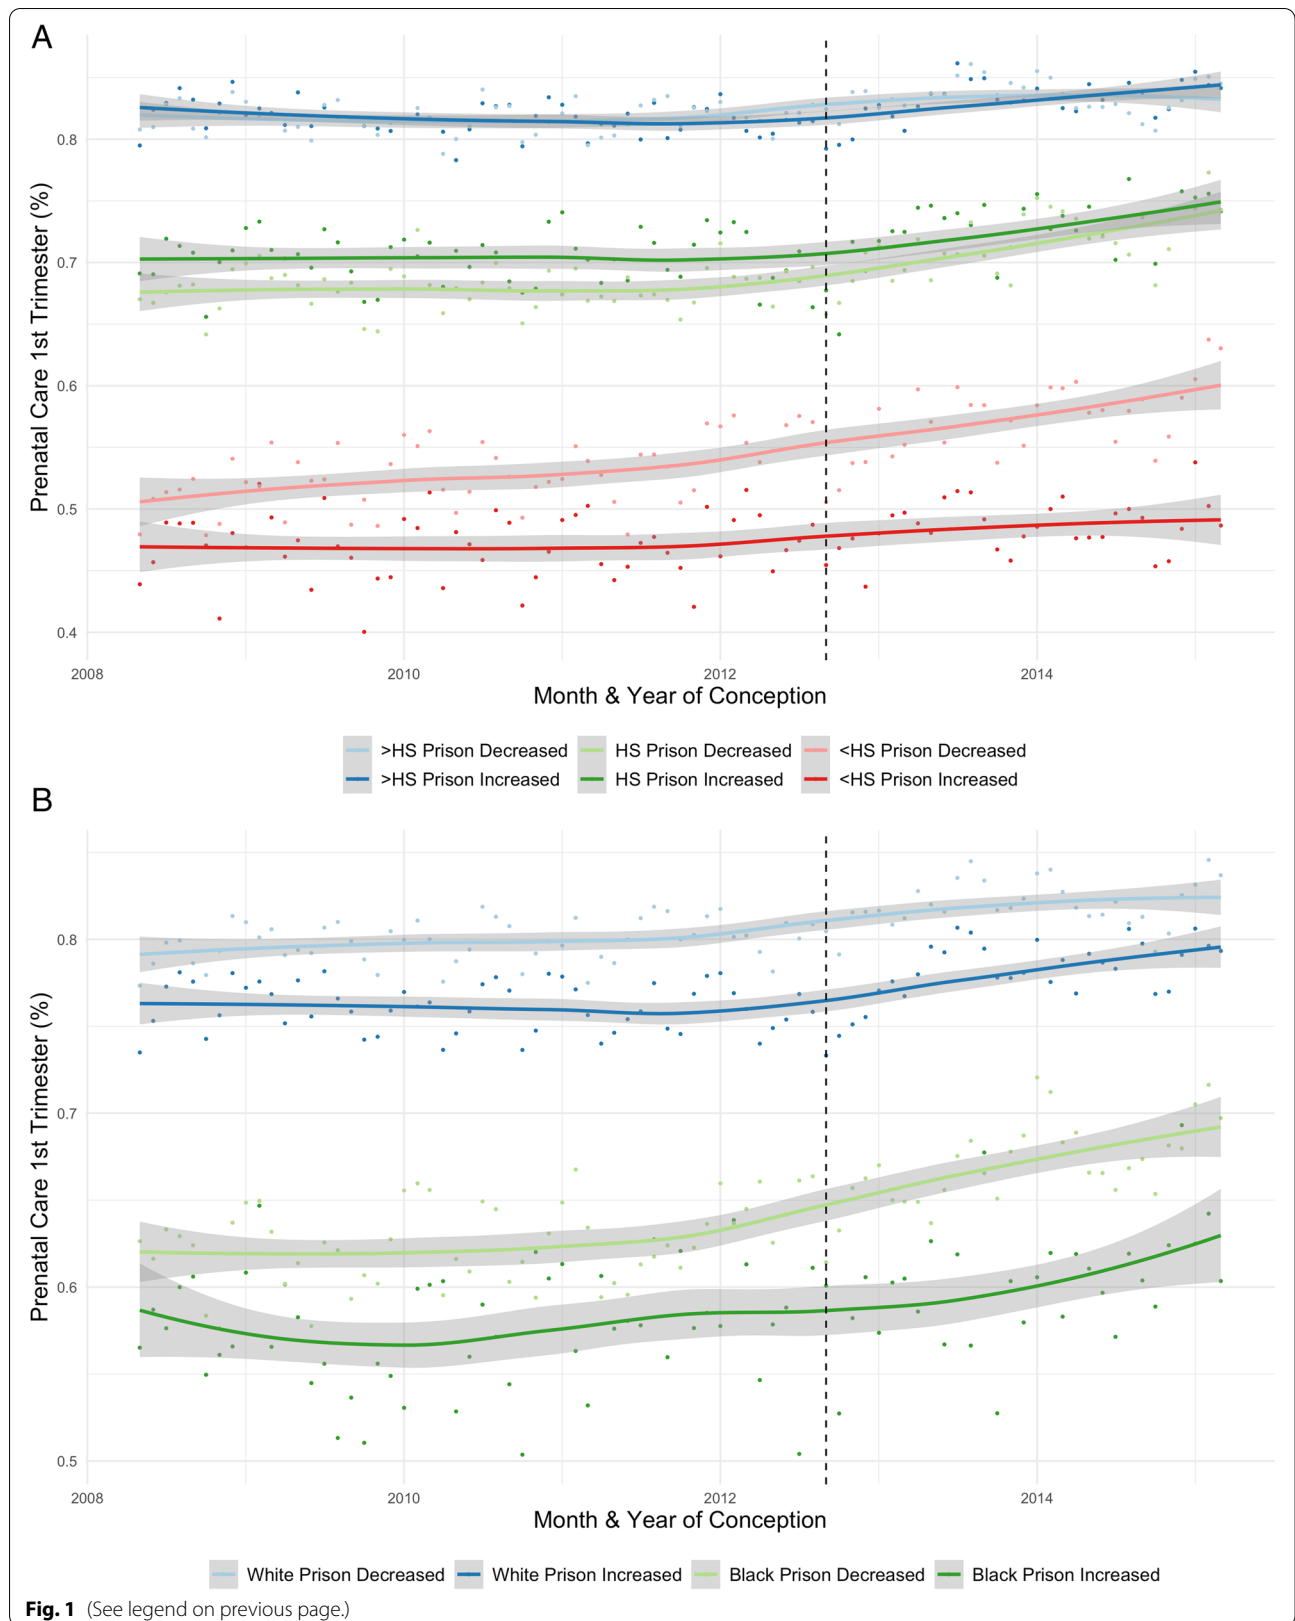 A
Prenatal Care 1st Trimester (%)
0.8
0.7
0.6
0.5
0.4
2008 2010 2012 2014
Month & Year of Conception
>HS Prison Decreased HS Prison Decreased <HS Prison Decreased
>HS Prison Increased HS Prison Increased <HS Prison Increased
B
Prenatal Care 1st Trimester (%)
0.8
0.7
0.6
0.5
2008 2010 2012 2014
Month & Year of Conception
White Prison Decreased White Prison Increased Black Prison Decreased Black Prison Increased
Fig. 1 (See legend on previous page.)